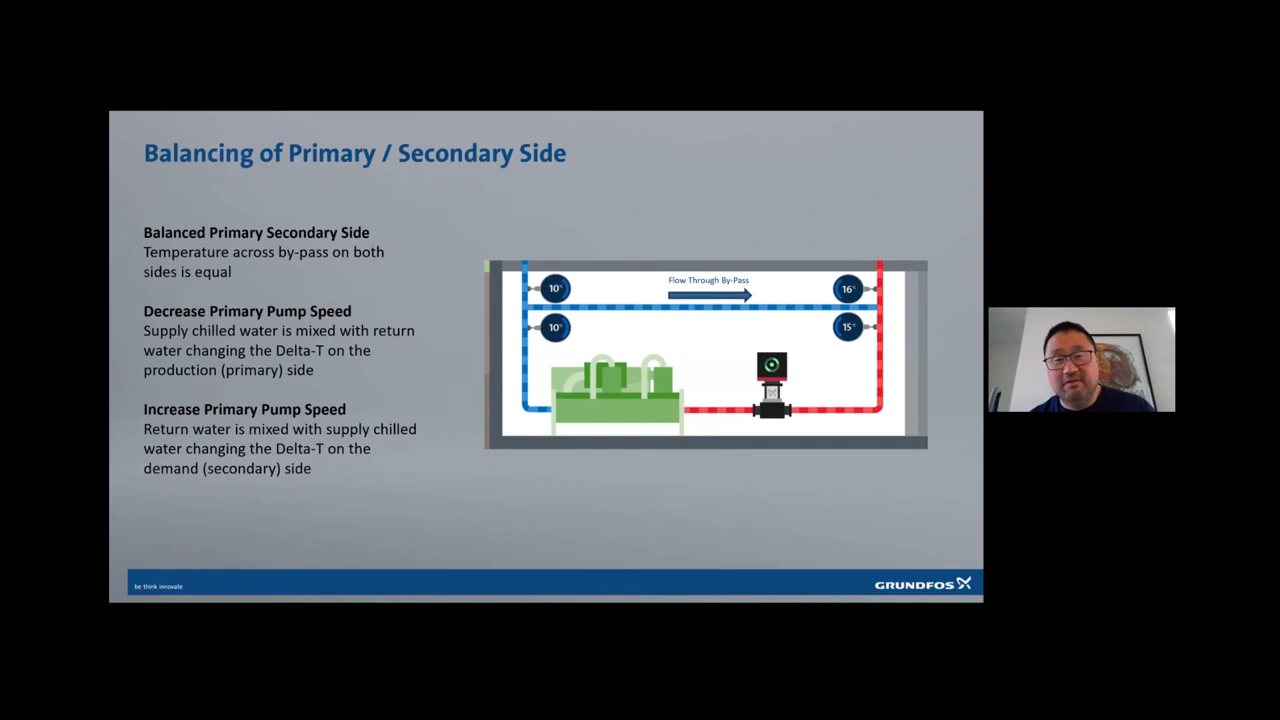 Balancing of Primary / Secondary Side
Balanced Primary Secondary Side
Temperature across by-pass on both
sides is equal
Decrease Primary Pump Speed
Supply chilled water is mixed with return
water changing the Delta-T on the
production (primary) side
Increase Primary Pump Speed
Return water is mixed with supply chilled
water changing the Delta-T on the
demand (secondary) side
Flow Through By-Pass
10
16
10
15
be think innovate
GRUNDFOS